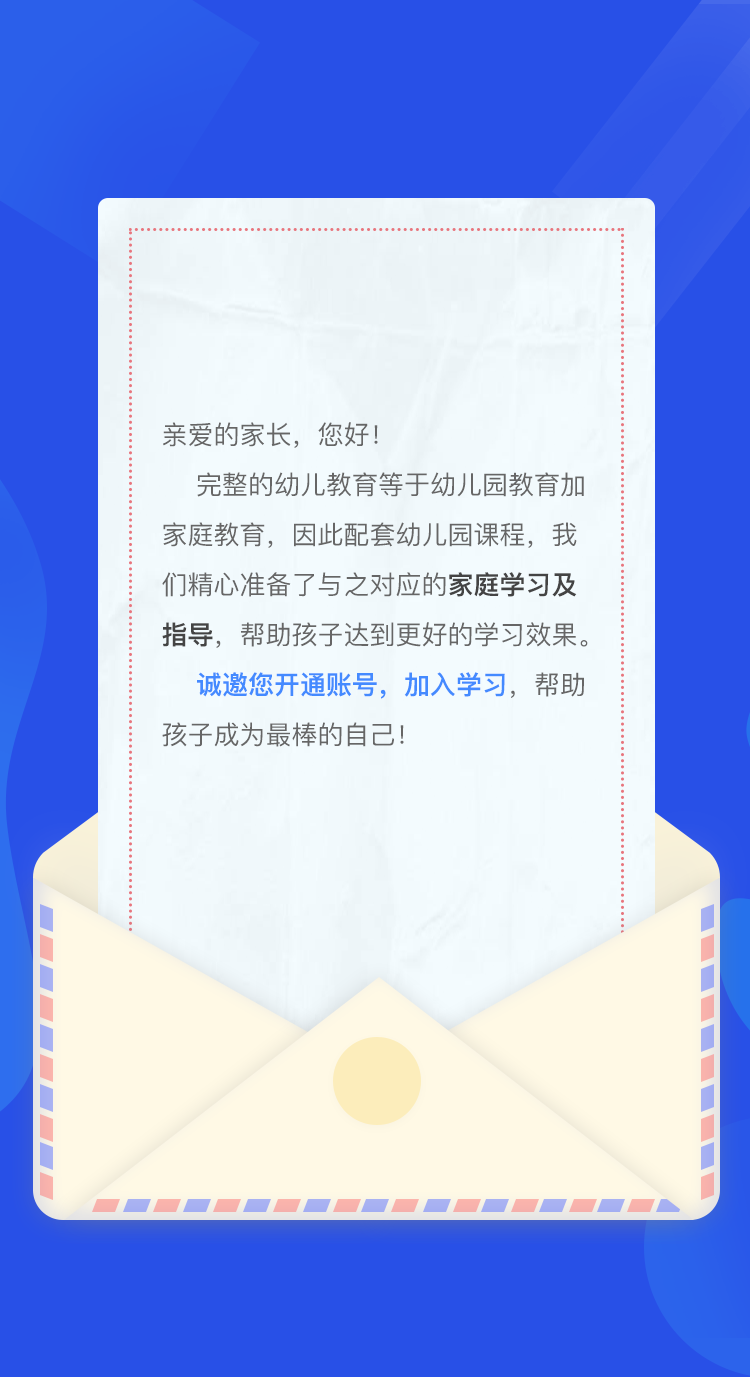 亲爱的家长，您好！
完整的幼儿教育等于幼儿园教育加
家庭教育，因此配套幼儿园课程，我
们精心准备了与之对应的家庭学习及
指导，帮助孩子达到更好的学习效果。
诚邀您开通账号，加入学习，帮助
孩子成为最棒的自己！